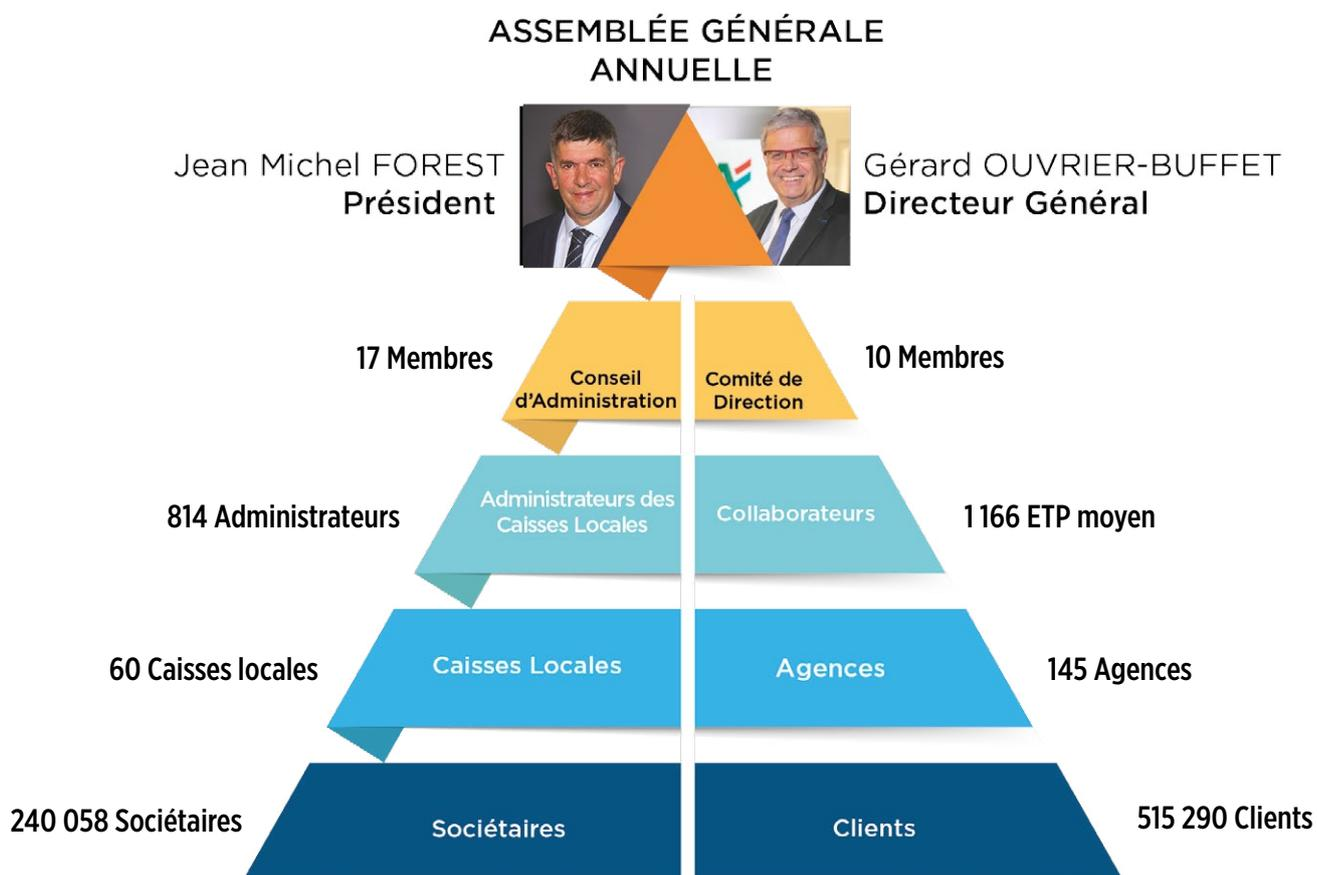 ASSEMBLÉE GÉNÉRALE
ANNUELLE
Jean Michel FOREST
Président
Gérard OUVRIER-BUFFET
Directeur Général
17 Membres
Conseil
d'Administration
Comité de
Direction
10 Membres
814 Administrateurs
Administrateurs des
Caisses Locales
Collaborateurs
1 166 ETP moyen
60 Caisses locales
Caisses Locales
Agences
145 Agences
240 058 Sociétaires
Sociétaires
Clients
515 290 Clients